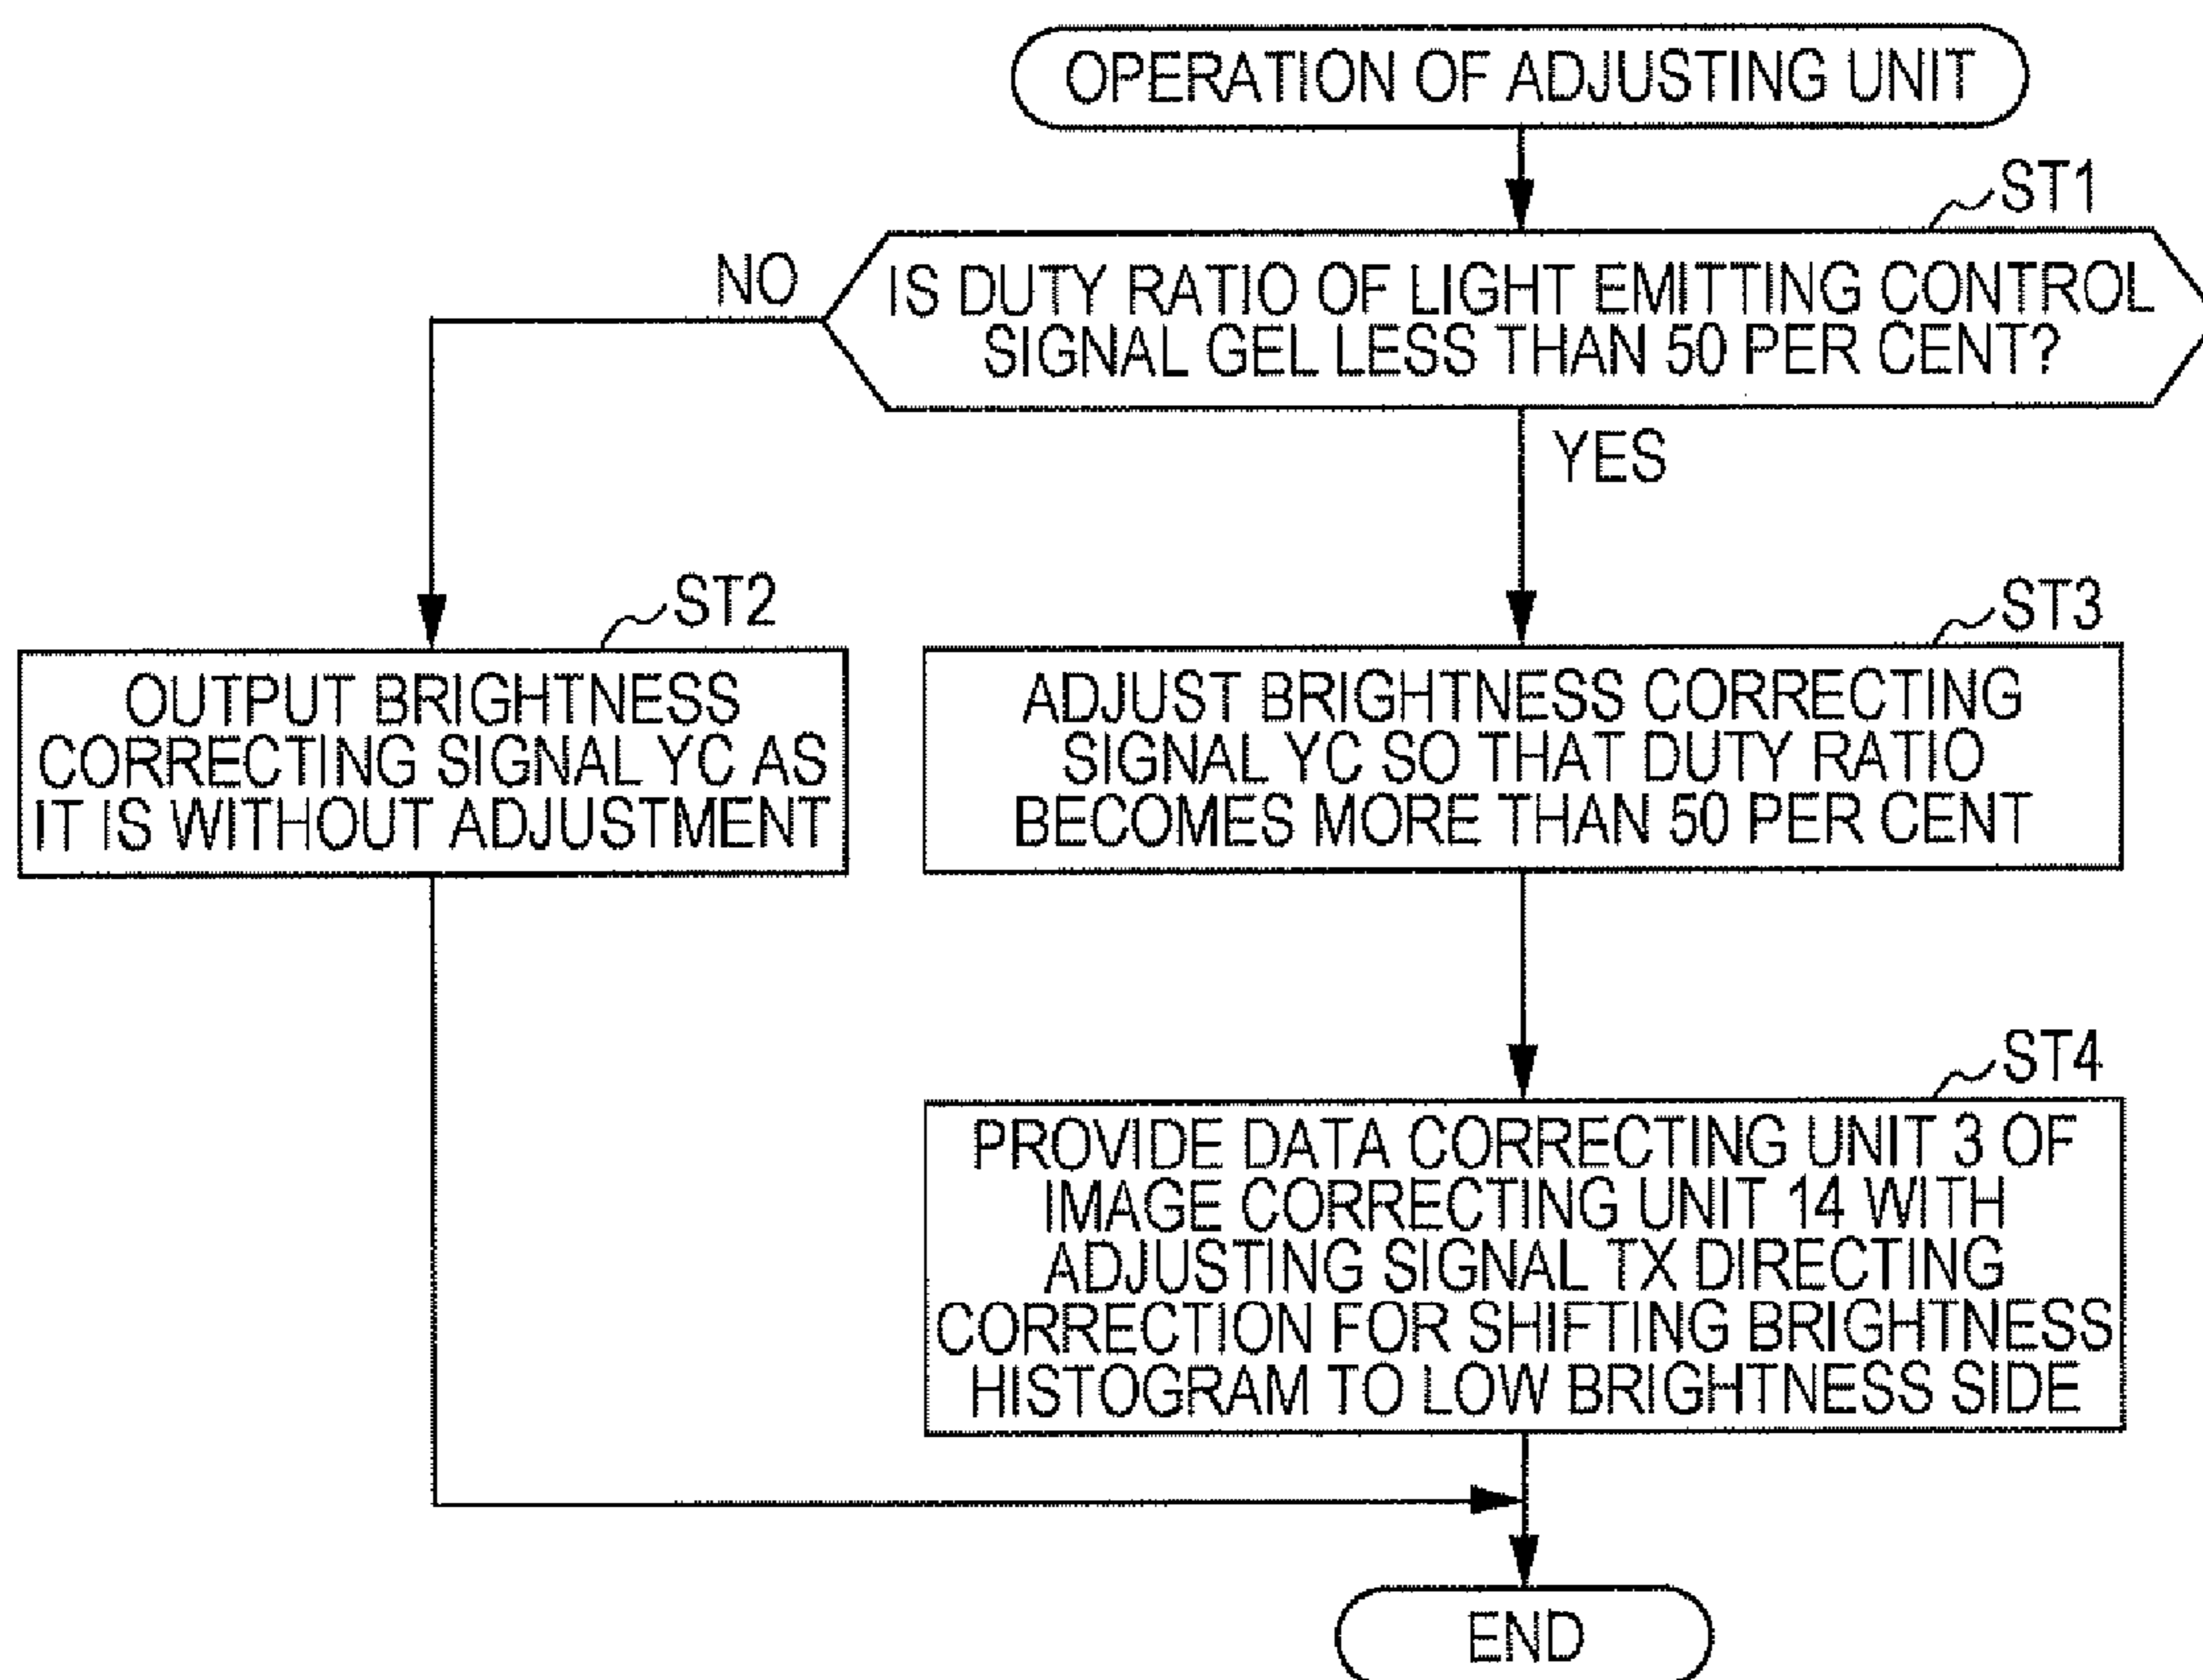 OPERATION OF ADJUSTING UNIT
ST1
IS DUTY RATIO OF LIGHT EMITTING CONTROL
SIGNAL GEL LESS THAN 50 PER CENT?
NO
YES
ST2
OUTPUT BRIGHTNESS
CORRECTING SIGNAL YC AS
IT IS WITHOUT ADJUSTMENT
ST3
ADJUST BRIGHTNESS CORRECTING
SIGNAL YC SO THAT DUTY RATIO
BECOMES MORE THAN 50 PER CENT
ST4
PROVIDE DATA CORRECTING UNIT 3 OF
IMAGE CORRECTING UNIT 14 WITH
ADJUSTING SIGNAL TX DIRECTING
CORRECTION FOR SHIFTING BRIGHTNESS
HISTOGRAM TO LOW BRIGHTNESS SIDE
END